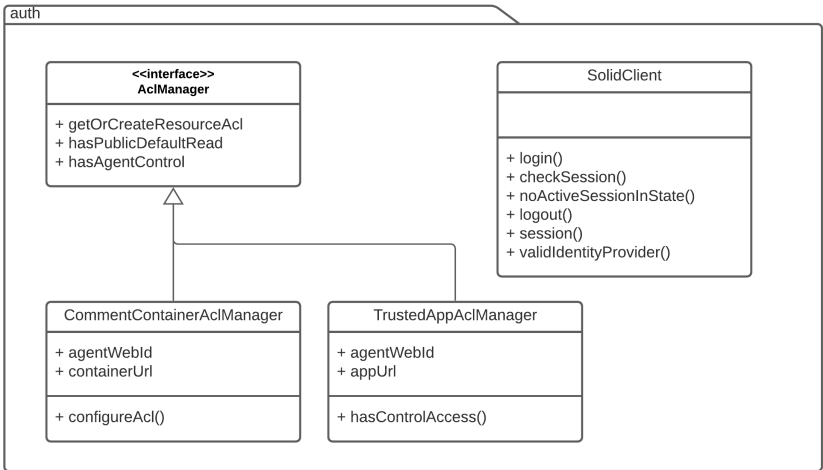 auth
<<interface>>
AclManager
+ getOrCreateResourceAcl
+ hasPublicDefaultRead
+ hasAgentControl
SolidClient
+ login()
+ checkSession()
+ noActiveSessionInState()
+ logout()
+ session()
+ validIdentityProvider()
CommentContainerAclManager
+ agentWebId
+ containerUrl
+ configureAcl()
TrustedAppAclManager
+ agentWebId
+ appUrl
+ hasControlAccess()